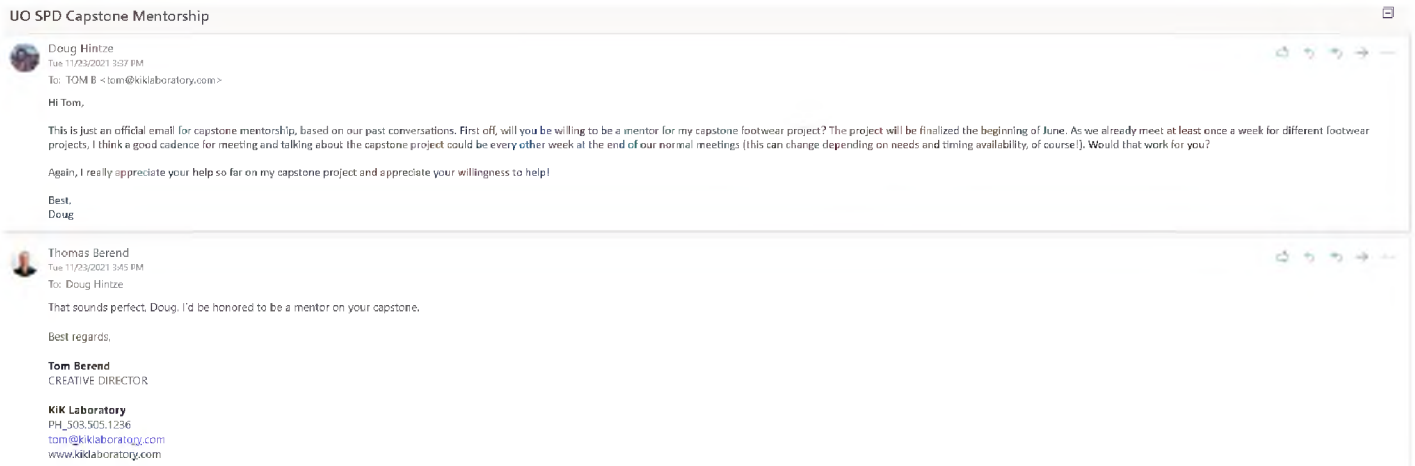 UO SPD Capstone Mentorship
Doug Hintze
Tue 11/23/2021 3:37 PM
To: TOM B <tom@kiklaboratory.com>
Hi Tom,
This is just an official email for capstone mentorship, based on our past conversations. First off, will you be willing to be a mentor for my capstone footwear project? The project will be finalized the beginning of June. As we already meet at least once a week for different footwear
projects, I think a good cadence for meeting and talking about the capstone project could be every other week at the end of our normal meetings (this can change depending on needs and timing availability, of course!). Would that work for you?
Again, I really appreciate your help so far on my capstone project and appreciate your willingness to help!
Best,
Doug
Thomas Berend
Tue 11/23/2021 3:45 PM
To: Doug Hintze
That sounds perfect, Doug. I'd be honored to be a mentor on your capstone.
Best regards,
Tom Berend
CREATIVE DIRECTOR
KiK Laboratory
PH_503.505.1236
tom@kiklaboratory.com
www.kiklaboratory.com